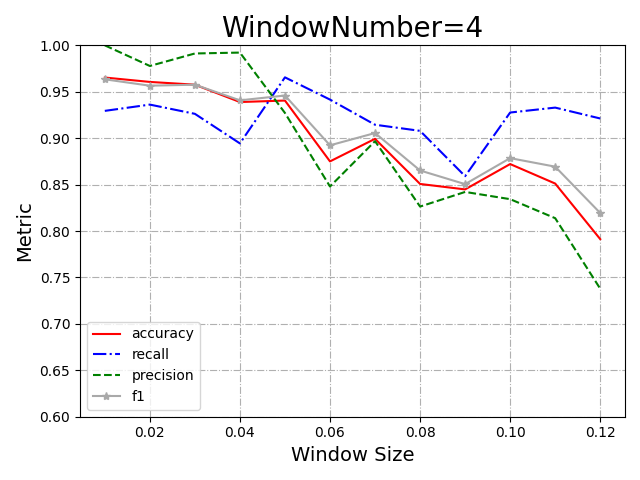 WindowNumber=4
1.00
0.95
0.90
0.85
0.80
0.75
0.70
0.65
0.60
Metric
accuracy
recall
precision
f1
0.02 0.04 0.06 0.08 0.10 0.12
Window Size